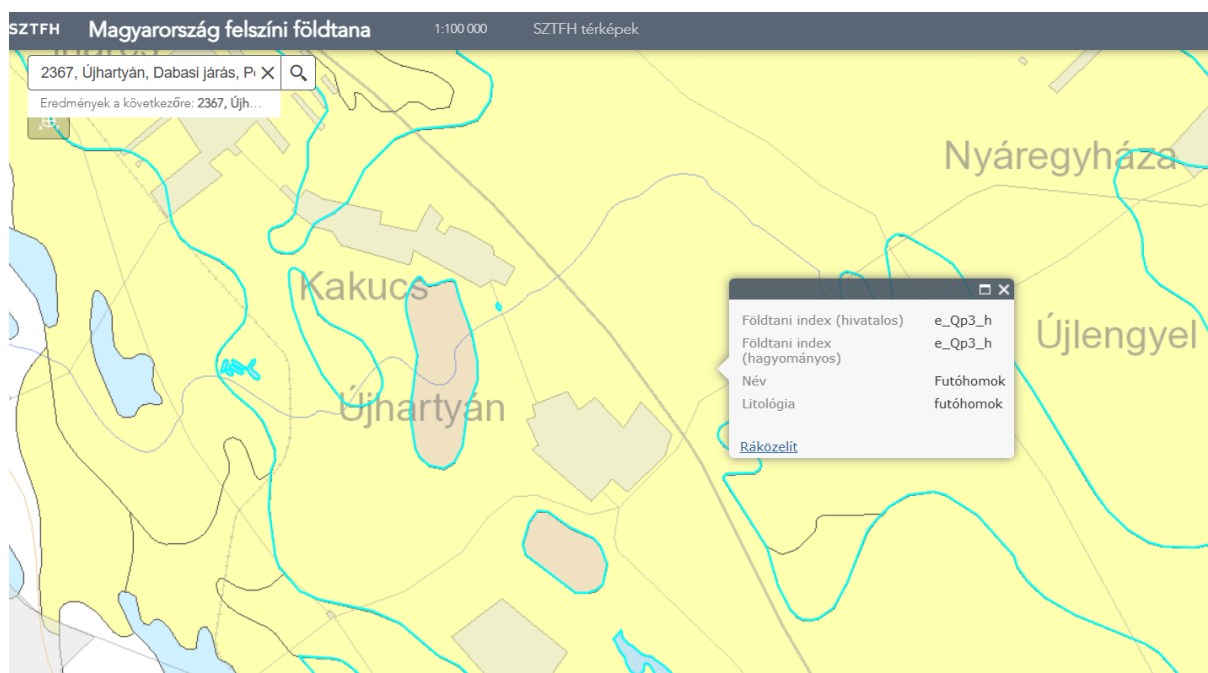 SZTFH Magyarország felszíni földtana 1:100 000 SZTFH térképek
2367, Újhartyán, Dabasi járás, P
Eredmények a következőre: 2367, Újh...
Nyáregyháza
Kakucs
Újhartyán
Újlengyel
Földtani index (hivatalos) e_Qp3_h
Földtani index
(hagyományos) e_Qp3_h
Név Futóhomok
Litológia futóhomok
Ráközelít